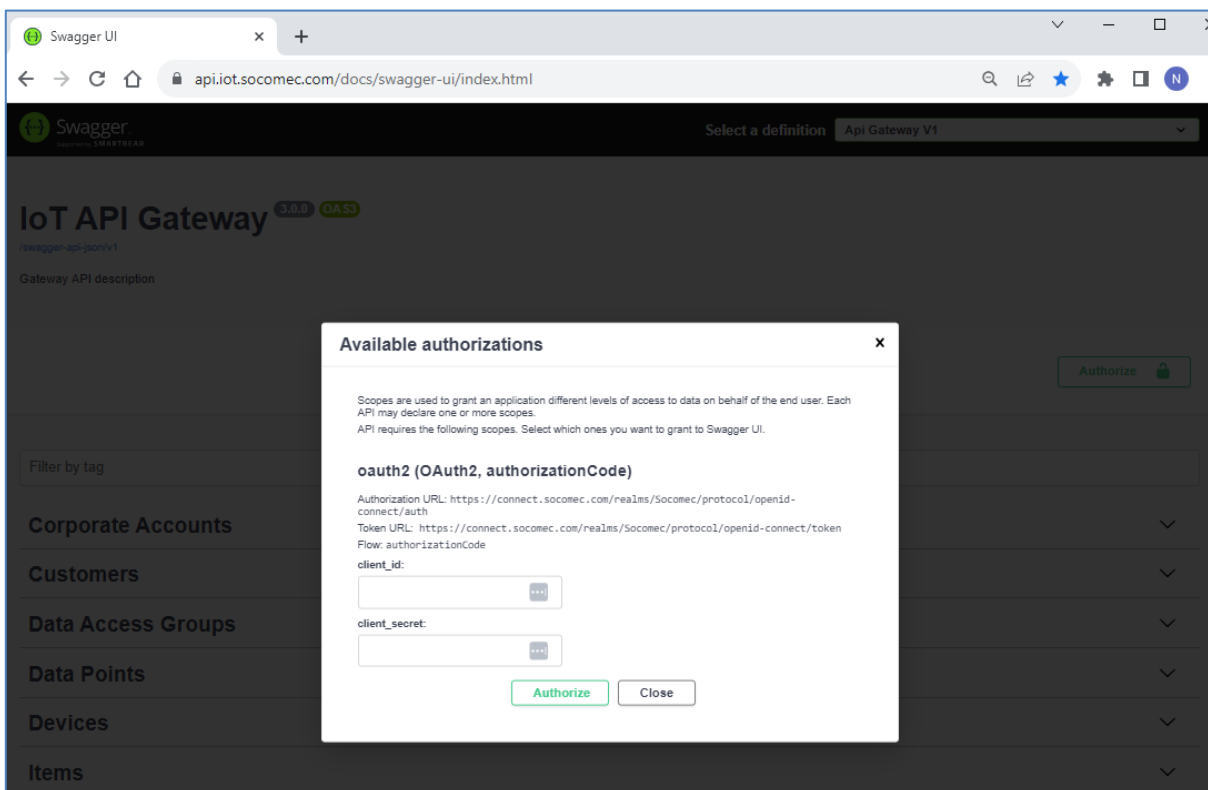 Swagger UI
api.iot.socomec.com/docs/swagger-ui/index.html
N
Swagger.
Supported by SMARTBEAR
Select a definition
Api Gateway V1
IoT API Gateway 3.0.0 OAS3
/swagger-api-json/v1
Gateway API description
Available authorizations
Authorize
Scopes are used to grant an application different levels of access to data on behalf of the end user. Each
API may declare one or more scopes.
API requires the following scopes. Select which ones you want to grant to Swagger UI.
oauth2 (OAuth2, authorizationCode)
Authorization URL: https://connect.socomec.com/realms/Socomec/protocol/openid-
connect/auth
Token URL: https://connect.socomec.com/realms/Socomec/protocol/openid-connect/token
Flow: authorizationCode
client_id:
client_secret:
Authorize
Close
Filter by tag
Corporate Accounts
Customers
Data Access Groups
Data Points
Devices
Items